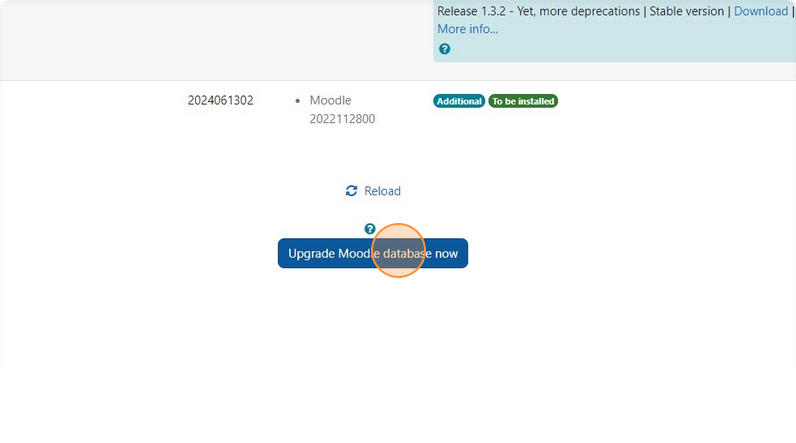 Release 1.3.2 - Yet, more deprecations | Stable version | Download |
More info...
?
2024061302
• Moodle
2022112800
Additional To be installed
Reload
?
Upgrade Moodle database now